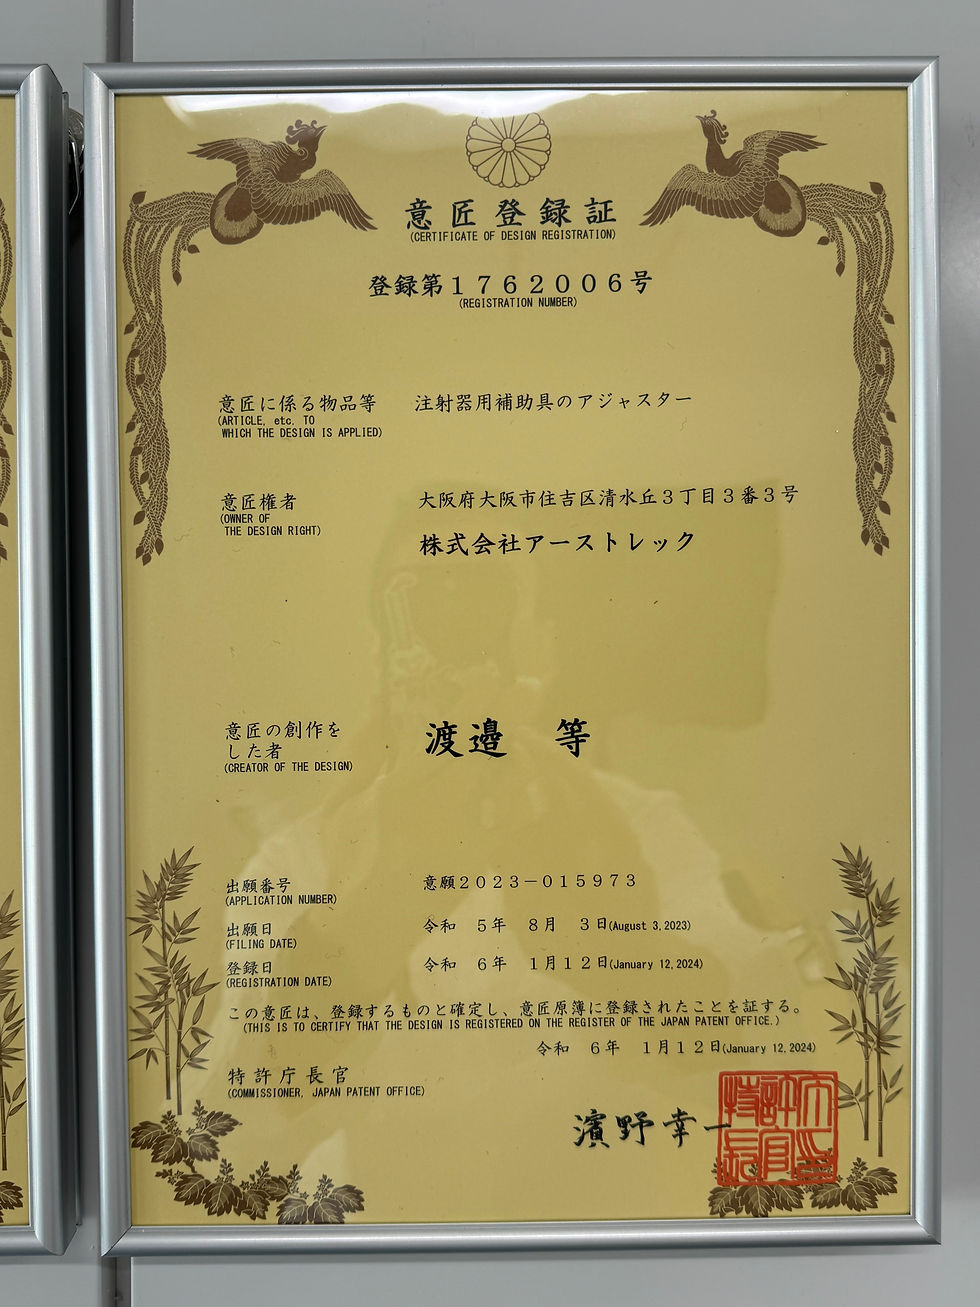 意匠登録証
(CERTIFICATE OF DESIGN REGISTRATION)
登録第1762006号
(REGISTRATION NUMBER)
意匠に係る物品等 注射器用補助具のアジャスター
(ARTICLE, etc. TO
WHICH THE DESIGN IS APPLIED)
意匠権者 大阪府大阪市住吉区清水丘3丁目3番3号
(OWNER OF
THE DESIGN RIGHT)
株式会社アーストレック
意匠の創作を
した者
(CREATOR OF THE DESIGN)
渡邉 等
出願番号 意願2023-015973
(APPLICATION NUMBER)
出願日 令和 5年 8月 3日(August 3,2023)
(FILING DATE)
登録日 令和 6年 1月12日(January 12,2024)
(REGISTRATION DATE)
この意匠は、登録するものと確定し、意匠原簿に登録されたことを証する。
(THIS IS TO CERTIFY THAT THE DESIGN IS REGISTERED ON THE REGISTER OF THE JAPAN PATENT OFFICE.)
令和 6年 1月12日(January 12,2024)
特許庁長官
(COMMISSIONER, JAPAN PATENT OFFICE)
濱野幸一
特許庁長官